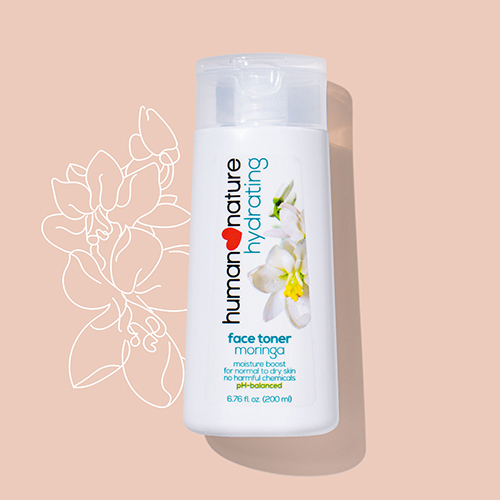 human♥nature
hydrating
face toner
moringa
moisture boost
for normal to dry skin
no harmful chemicals
pH-balanced
6.76 fl. oz. (200 ml)